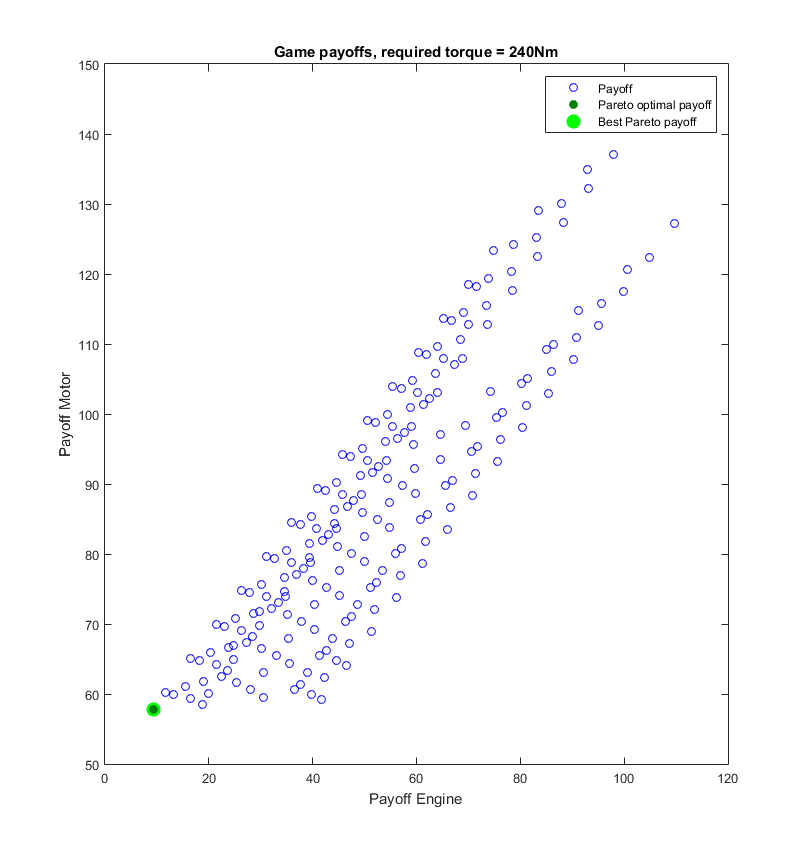 Game payoffs, required torque = 240Nm
150
140
130
120
110
100
90
80
70
60
50
Payoff Motor
Payoff
Pareto optimal payoff
Best Pareto payoff
0 20 40 60 80 100 120
Payoff Engine